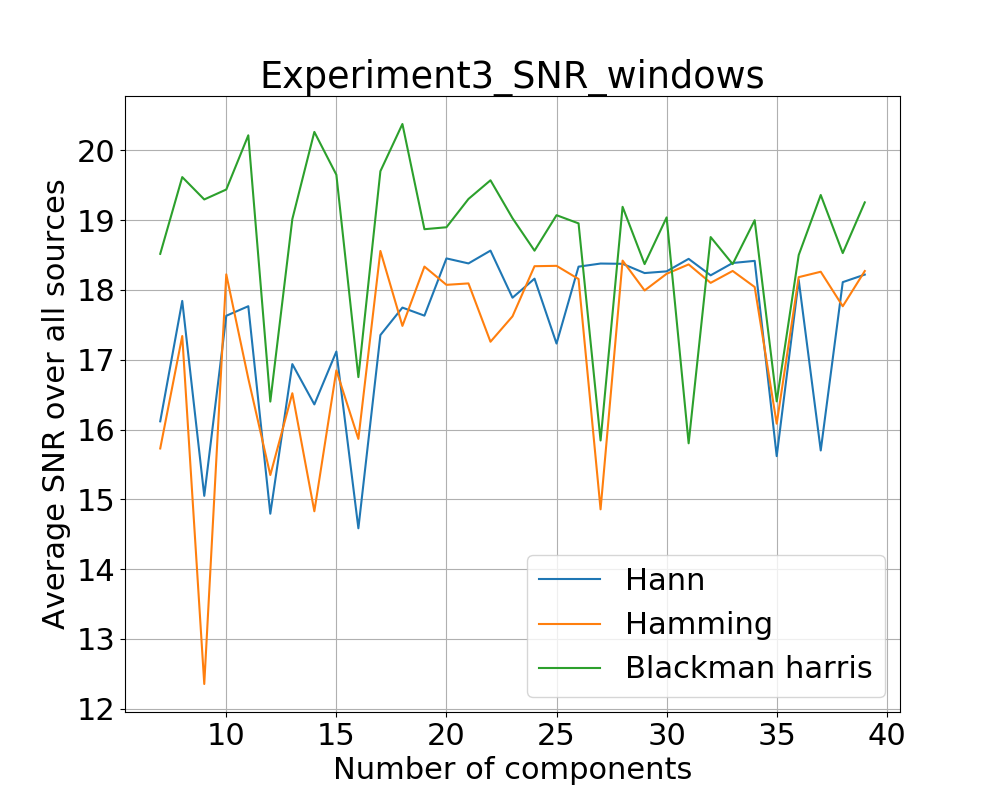 Experiment3_SNR_windows
Average SNR over all sources
20
19
18
17
16
15
14
13
12
Hann
Hamming
Blackman harris
10 15 20 25 30 35 40
Number of components